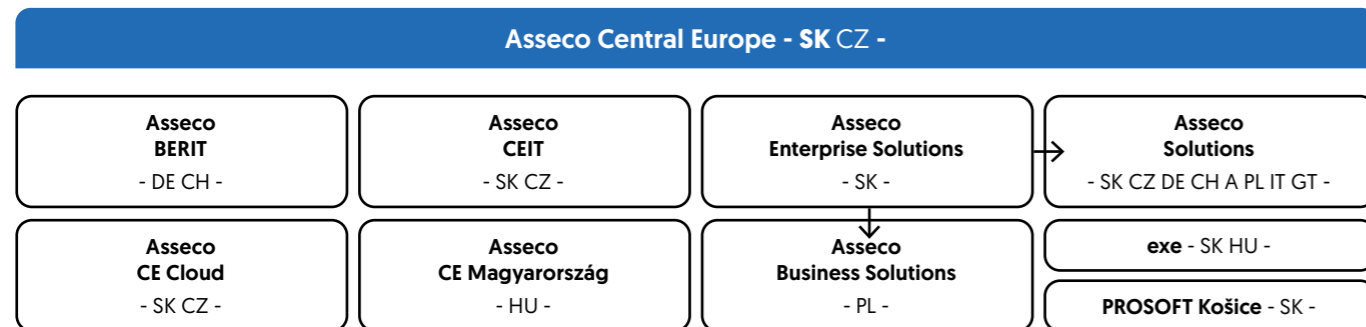 Asseco Central Europe - SK CZ -
Asseco
BERIT
- DE CH -
Asseco
CEIT
- SK CZ -
Asseco
Enterprise Solutions
- SK -
Asseco
Solutions
- SK CZ DE CH A PL IT GT -
Asseco
CE Cloud
- SK CZ -
Asseco
CE Magyarország
- HU -
Asseco
Business Solutions
- PL -
exe - SK HU -
PROSOFT Košice - SK -